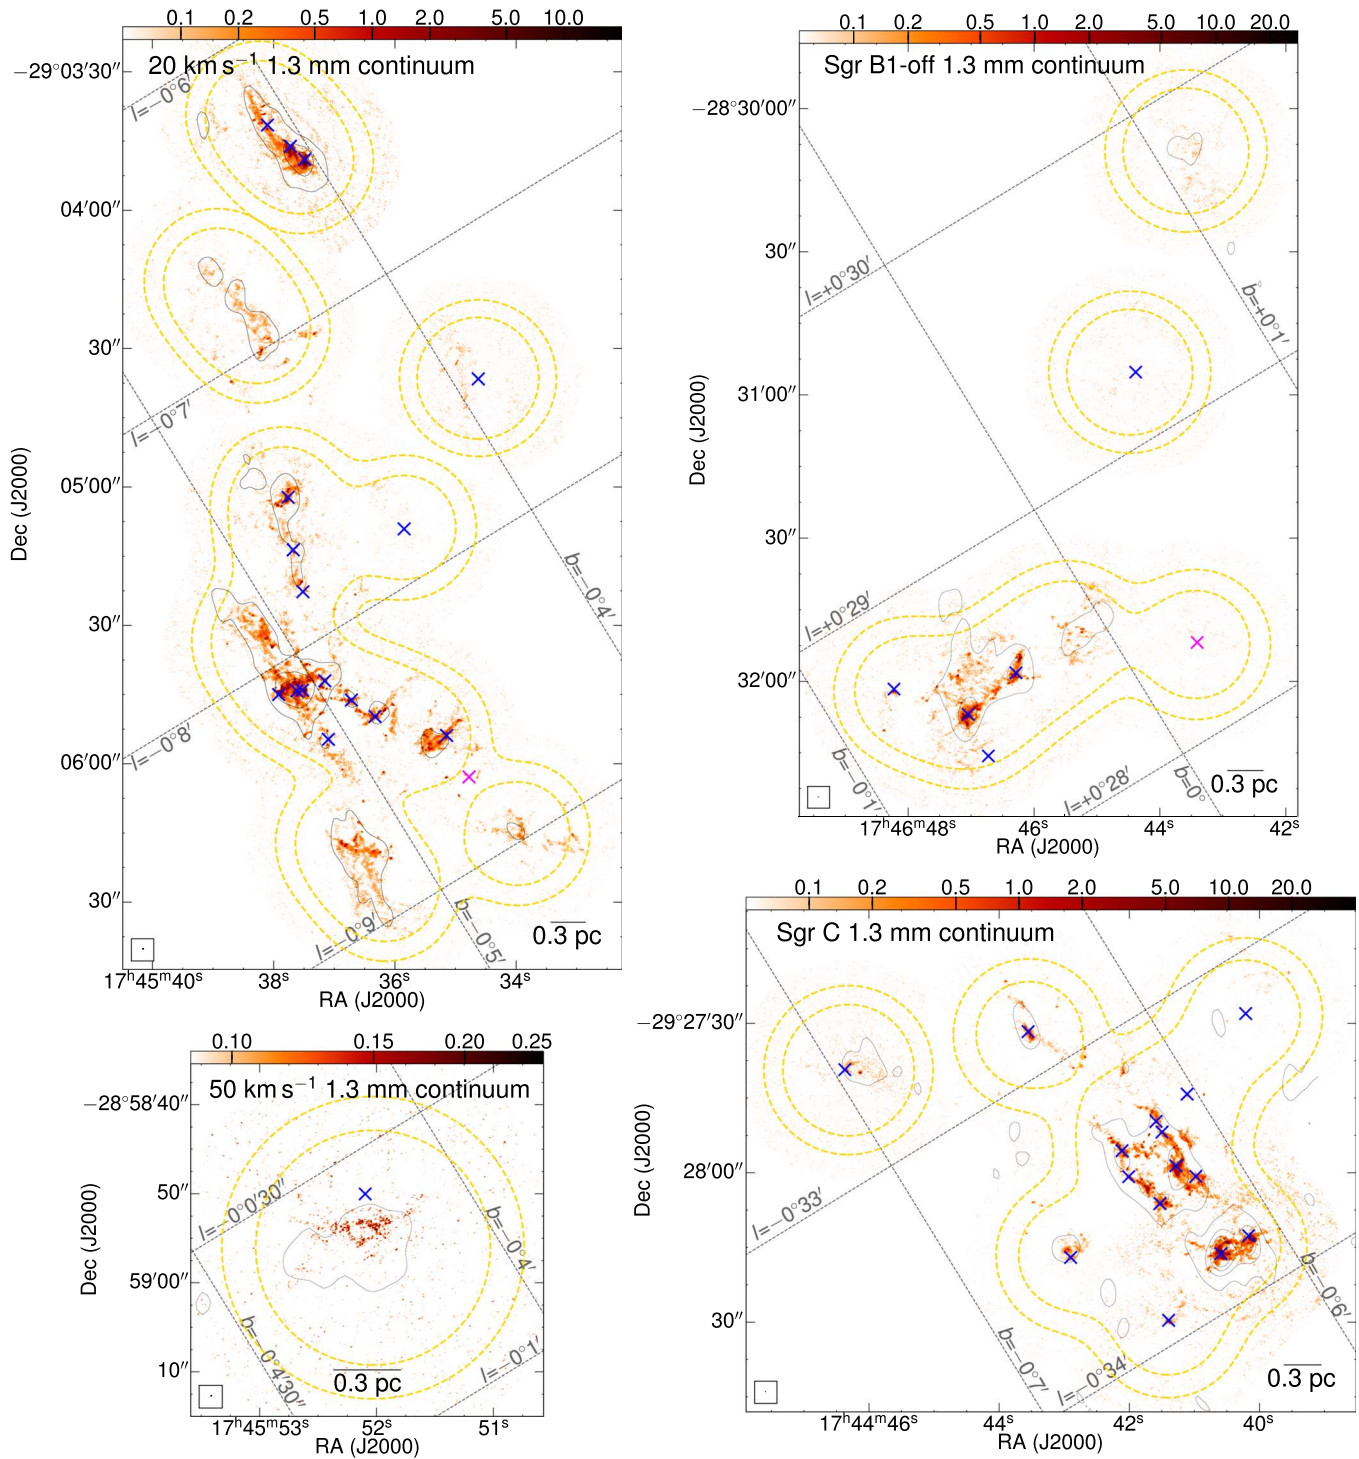 0.1 0.2 0.5 1.0 2.0 5.0 10.0
20 km s⁻¹ 1.3 mm continuum
−29°03′30″
04′00″
30″
05′00″
30″
06′00″
30″
Dec (J2000)
l=−0°6′
l=−0°7′
l=−0°8′
l=−0°9′
b=−0°4′
b=−0°5′
0.3 pc
17ʰ45ᵐ40ˢ 38ˢ 36ˢ 34ˢ
RA (J2000)
0.1 0.2 0.5 1.0 2.0 5.0 10.0 20.0
Sgr B1-off 1.3 mm continuum
−28°30′00″
30″
31′00″
30″
32′00″
Dec (J2000)
l=+0°30′
l=+0°29′
l=+0°28′
b=+0°1′
b=0°
b=−0°1′
0.3 pc
17ʰ46ᵐ48ˢ 46ˢ 44ˢ 42ˢ
RA (J2000)
0.10 0.15 0.20 0.25
50 km s⁻¹ 1.3 mm continuum
−28°58′40″
50″
59′00″
10″
Dec (J2000)
l=−0°0′30″
l=−0°1′
b=−0°4′
b=−0°4′30″
0.3 pc
17ʰ45ᵐ53ˢ 52ˢ 51ˢ
RA (J2000)
0.1 0.2 0.5 1.0 2.0 5.0 10.0 20.0
Sgr C 1.3 mm continuum
−29°27′30″
28′00″
30″
Dec (J2000)
l=−0°33′
l=−0°34′
b=−0°6′
b=−0°7′
0.3 pc
17ʰ44ᵐ46ˢ 44ˢ 42ˢ 40ˢ
RA (J2000)